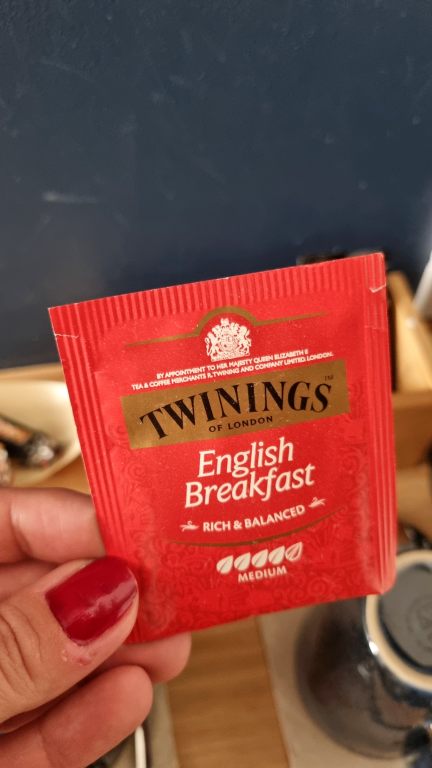 BY APPOINTMENT TO HER MAJESTY QUEEN ELIZABETH II
TEA & COFFEE MERCHANTS R. TWINING AND COMPANY LIMITED, LONDON.
TWININGS™
OF LONDON
English
Breakfast
RICH & BALANCED
MEDIUM